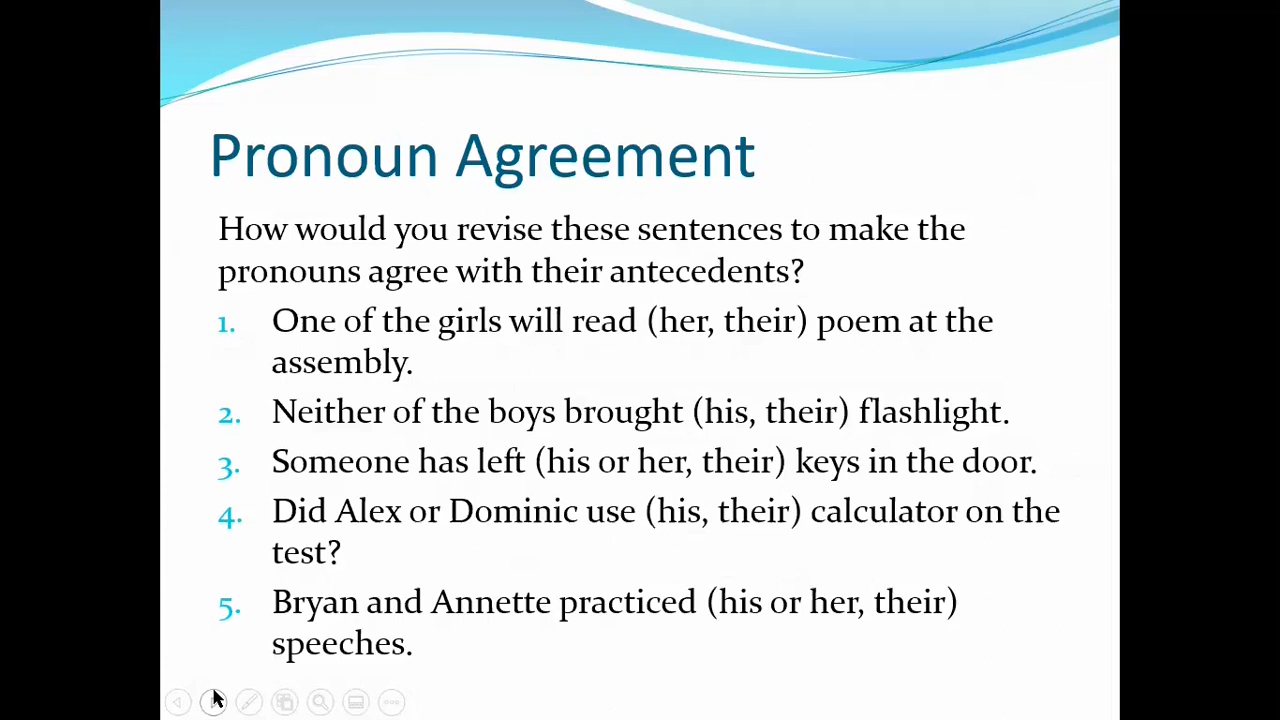 Pronoun Agreement
How would you revise these sentences to make the
pronouns agree with their antecedents?
1. One of the girls will read (her, their) poem at the
assembly.
2. Neither of the boys brought (his, their) flashlight.
3. Someone has left (his or her, their) keys in the door.
4. Did Alex or Dominic use (his, their) calculator on the
test?
5. Bryan and Annette practiced (his or her, their)
speeches.